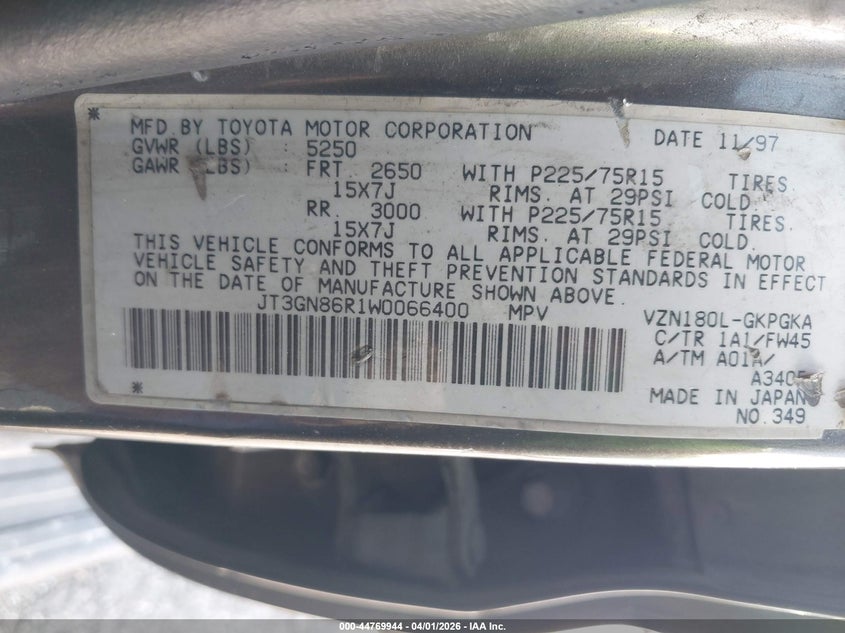 * MFD. BY TOYOTA MOTOR CORPORATION DATE 11/97
GVWR (LBS) : 5250
GAWR (LBS) : FRT. 2650 WITH P225/75R15 TIRES.
15X7J RIMS. AT 29PSI COLD.
RR. 3000 WITH P225/75R15 TIRES.
15X7J RIMS. AT 29PSI COLD.
THIS VEHICLE CONFORMS TO ALL APPLICABLE FEDERAL MOTOR
VEHICLE SAFETY AND THEFT PREVENTION STANDARDS IN EFFECT
ON THE DATE OF MANUFACTURE SHOWN ABOVE.
JT3GN86R1W0066400 MPV VZN180L-GKPGKA
C/TR 1A1/FW45
A/TM A01A/
A340F
* MADE IN JAPAN
NO.349
000-44769944 | 04/01/2026 - IAA Inc.